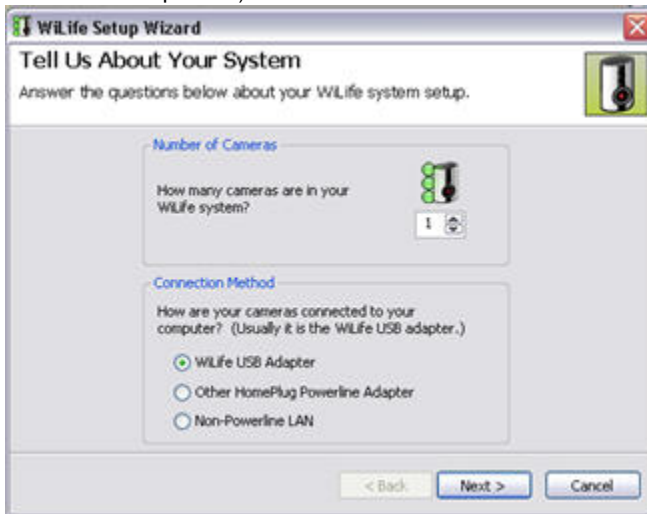 WiLife Setup Wizard
Tell Us About Your System
Answer the questions below about your WiLife system setup.
Number of Cameras
How many cameras are in your
WiLife system?
1
Connection Method
How are your cameras connected to your
computer? (Usually it is the WiLife USB adapter.)
WiLife USB Adapter
Other HomePlug Powerline Adapter
Non-Powerline LAN
< Back
Next >
Cancel